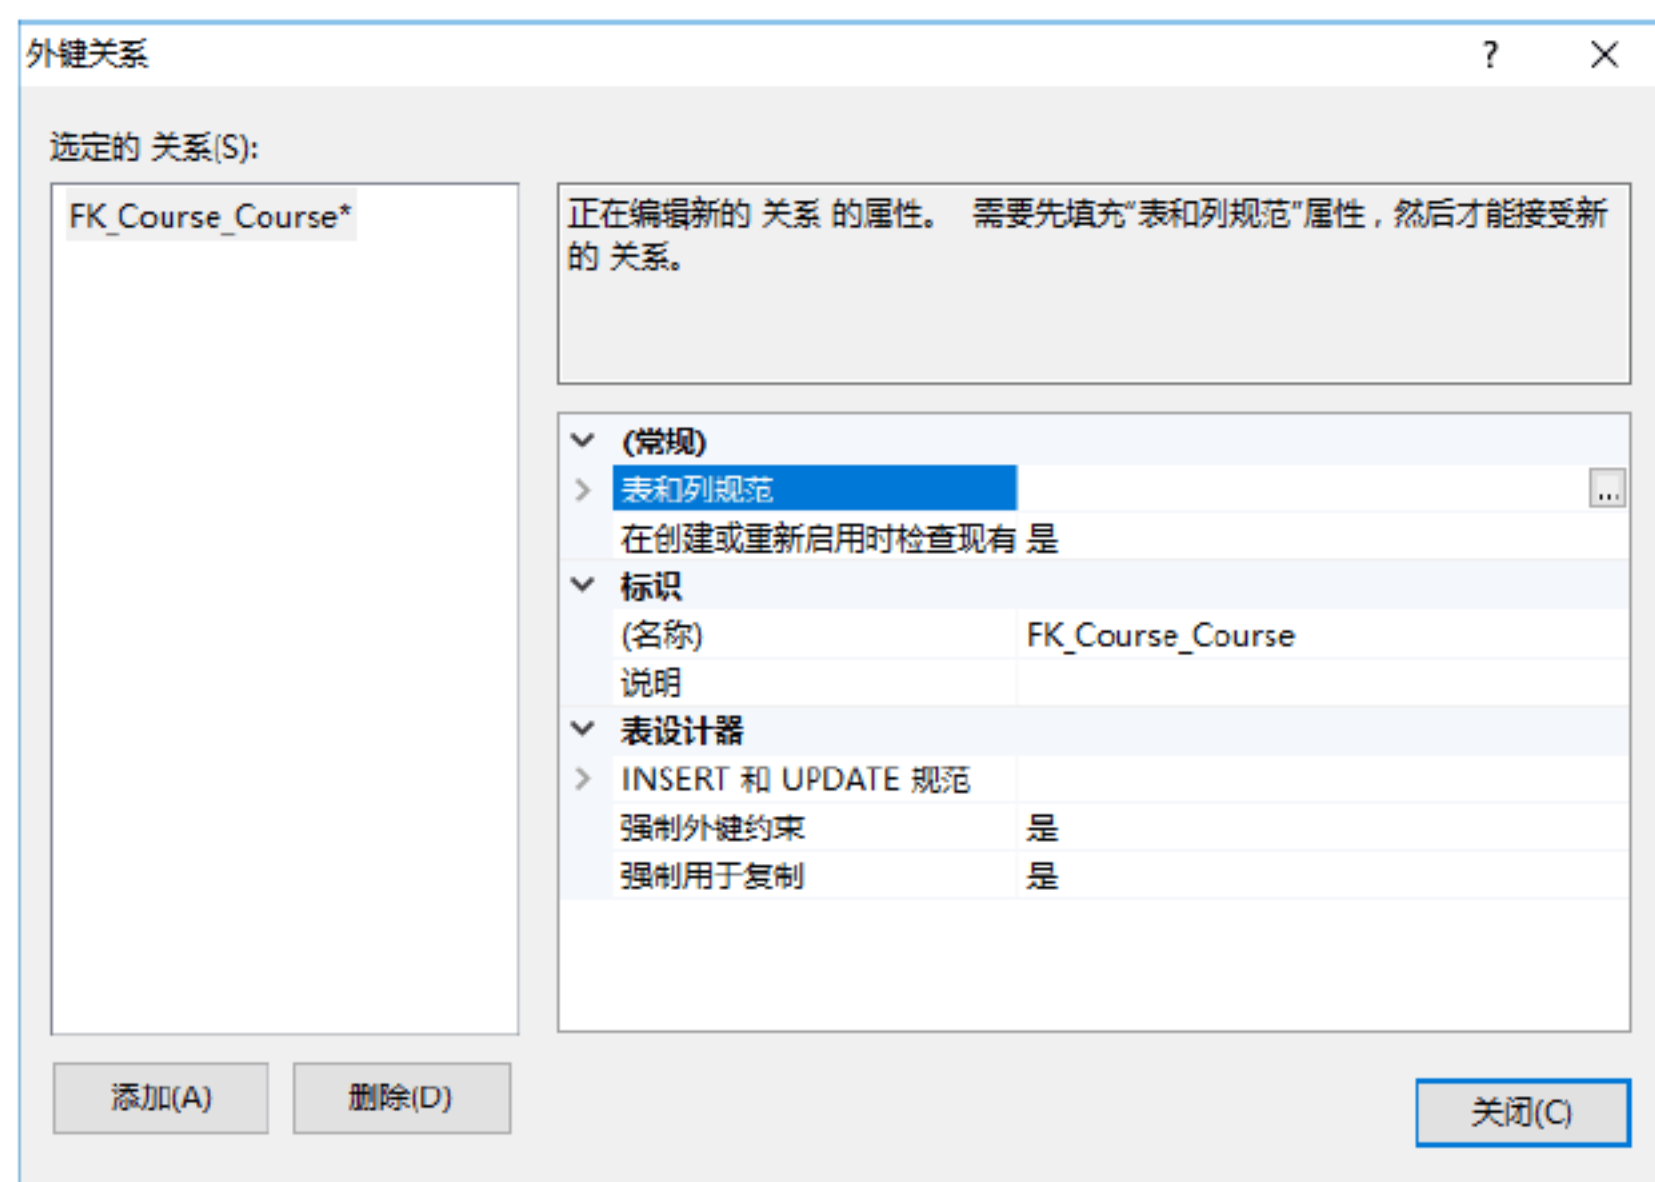 外键关系
选定的 关系(S):
FK_Course_Course*
正在编辑新的 关系 的属性。 需要先填充“表和列规范”属性，然后才能接受新
的 关系。
(常规)
表和列规范 ...
在创建或重新启用时检查现有 是
标识
(名称) FK_Course_Course
说明
表设计器
INSERT 和 UPDATE 规范
强制外键约束 是
强制用于复制 是
添加(A) 删除(D)
关闭(C)